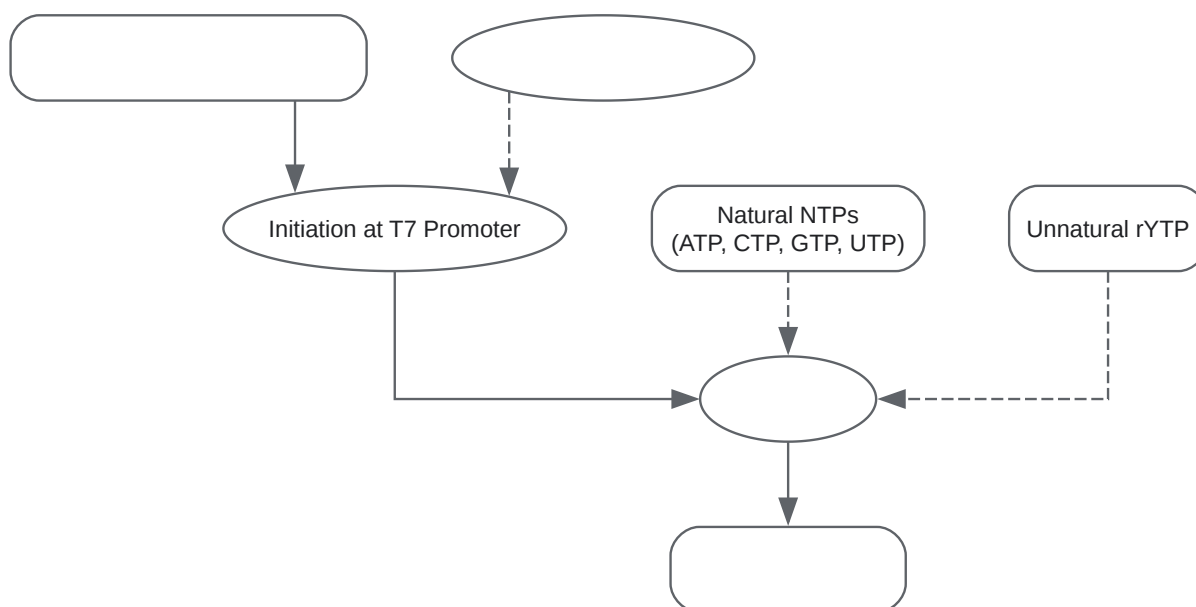 Initiation at T7 Promoter
Natural NTPs
(ATP, CTP, GTP, UTP)
Unnatural rYTP